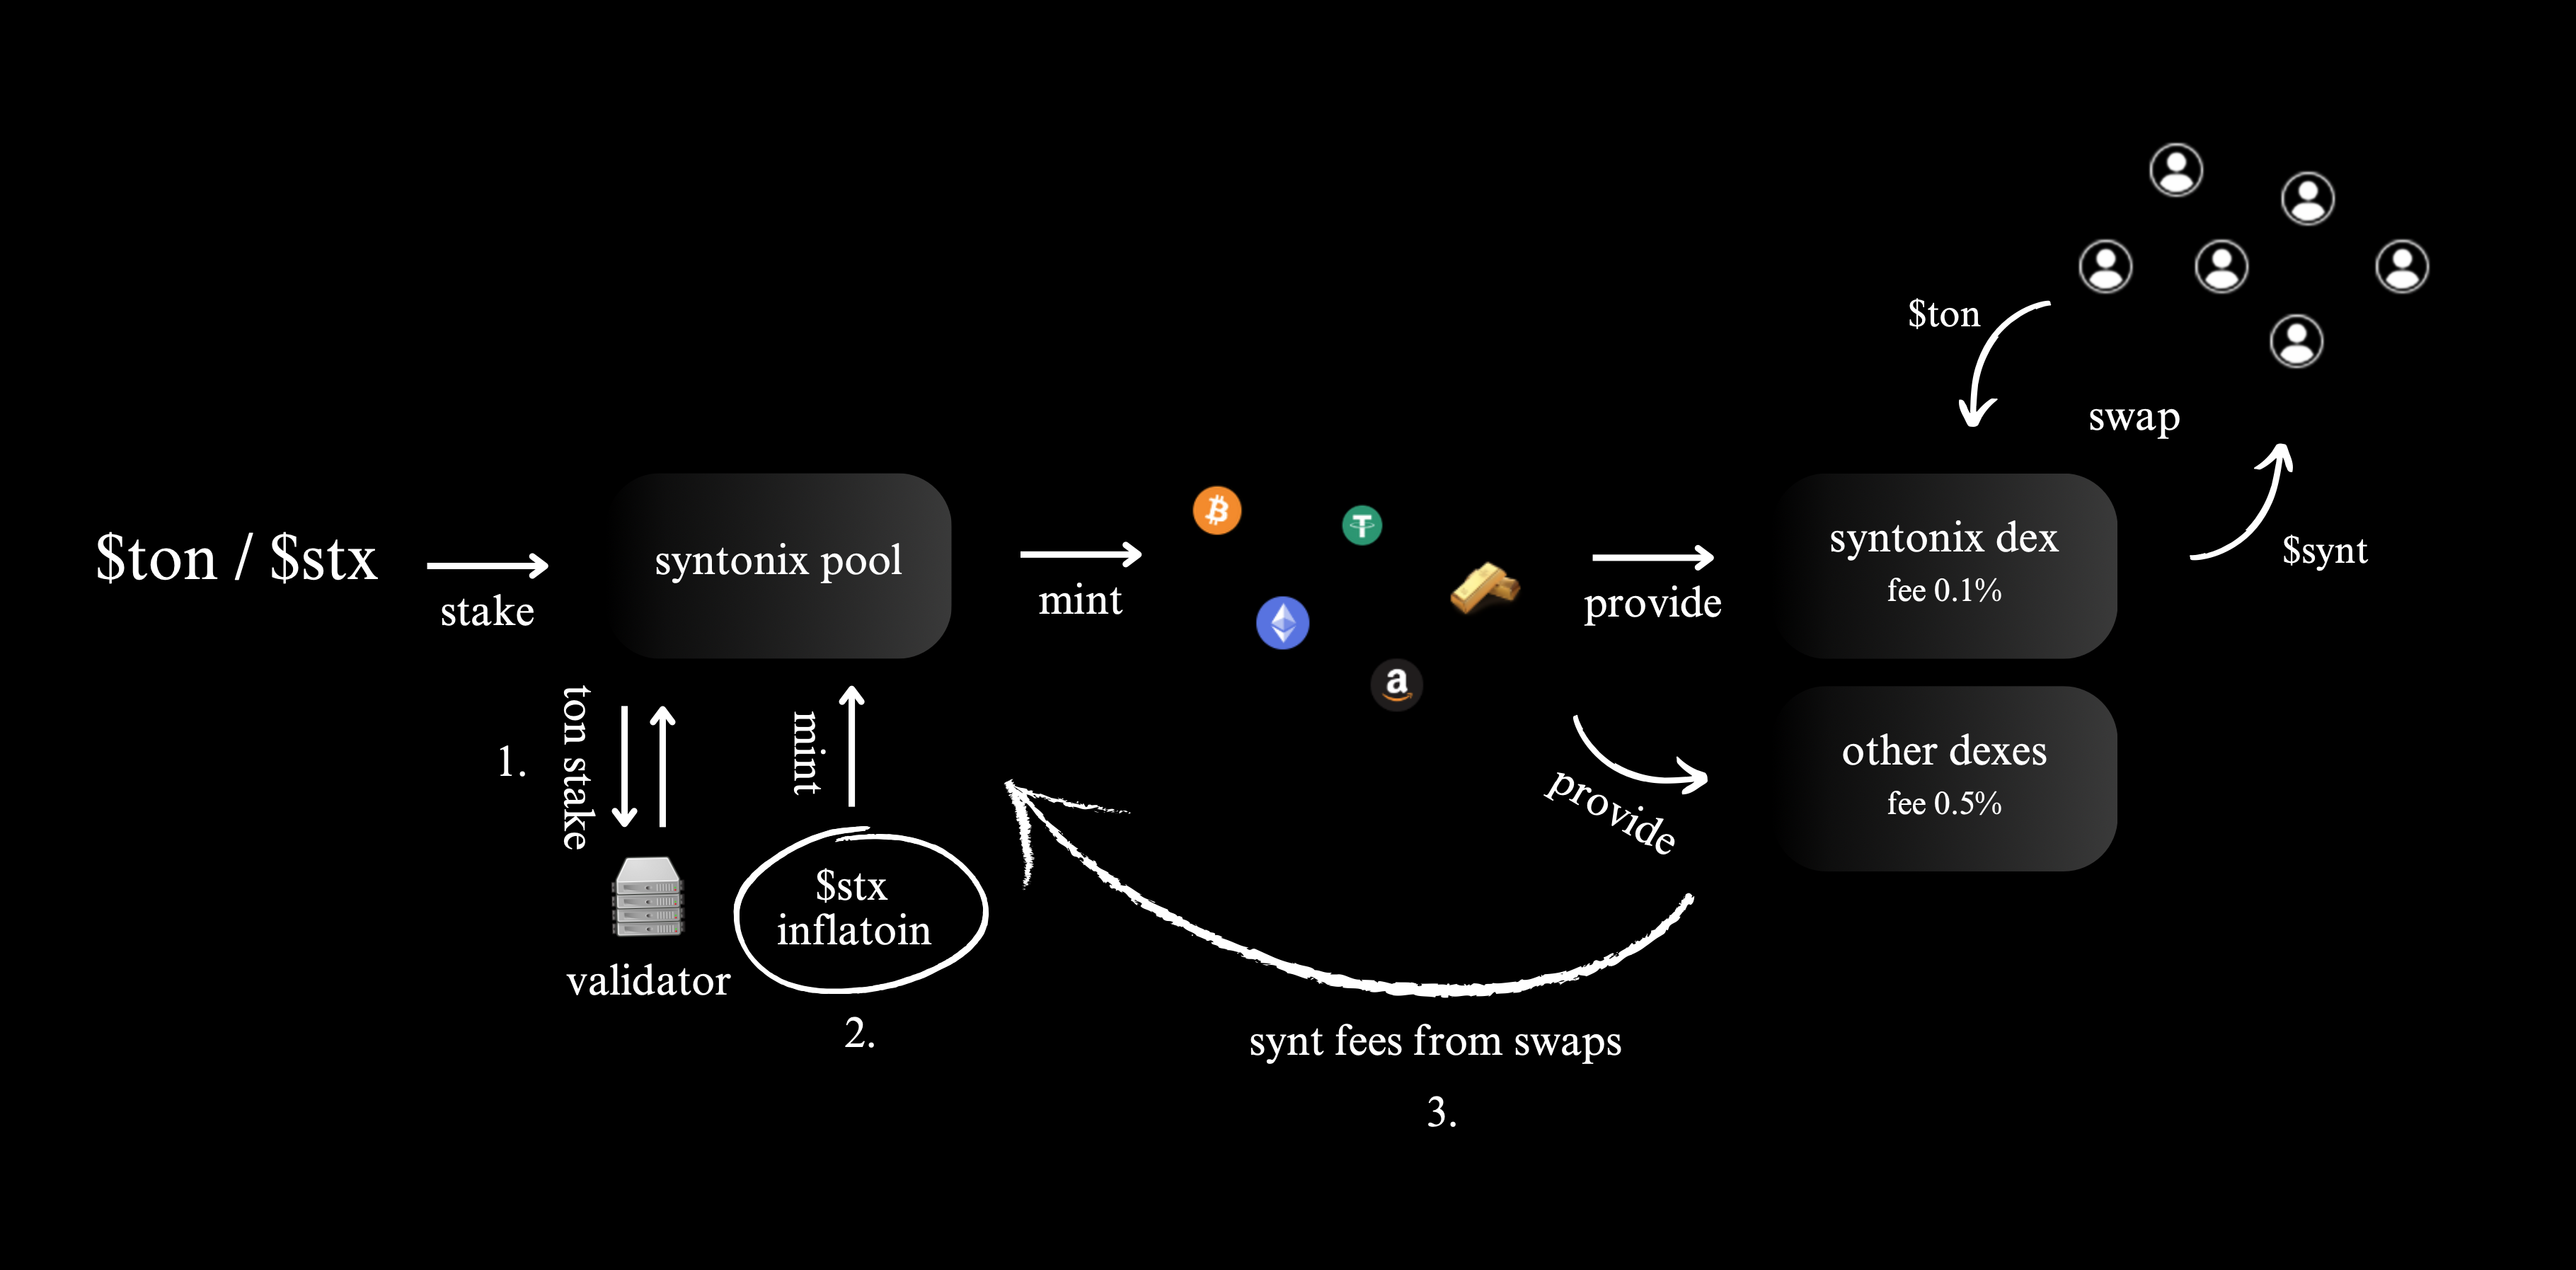 $ton / $stx
stake
syntonix pool
mint
provide
syntonix dex
fee 0.1%
$ton
swap
$synt
other dexes
fee 0.5%
provide
1.
ton stake
mint
validator
$stx
inflatoin
2.
synt fees from swaps
3.
a